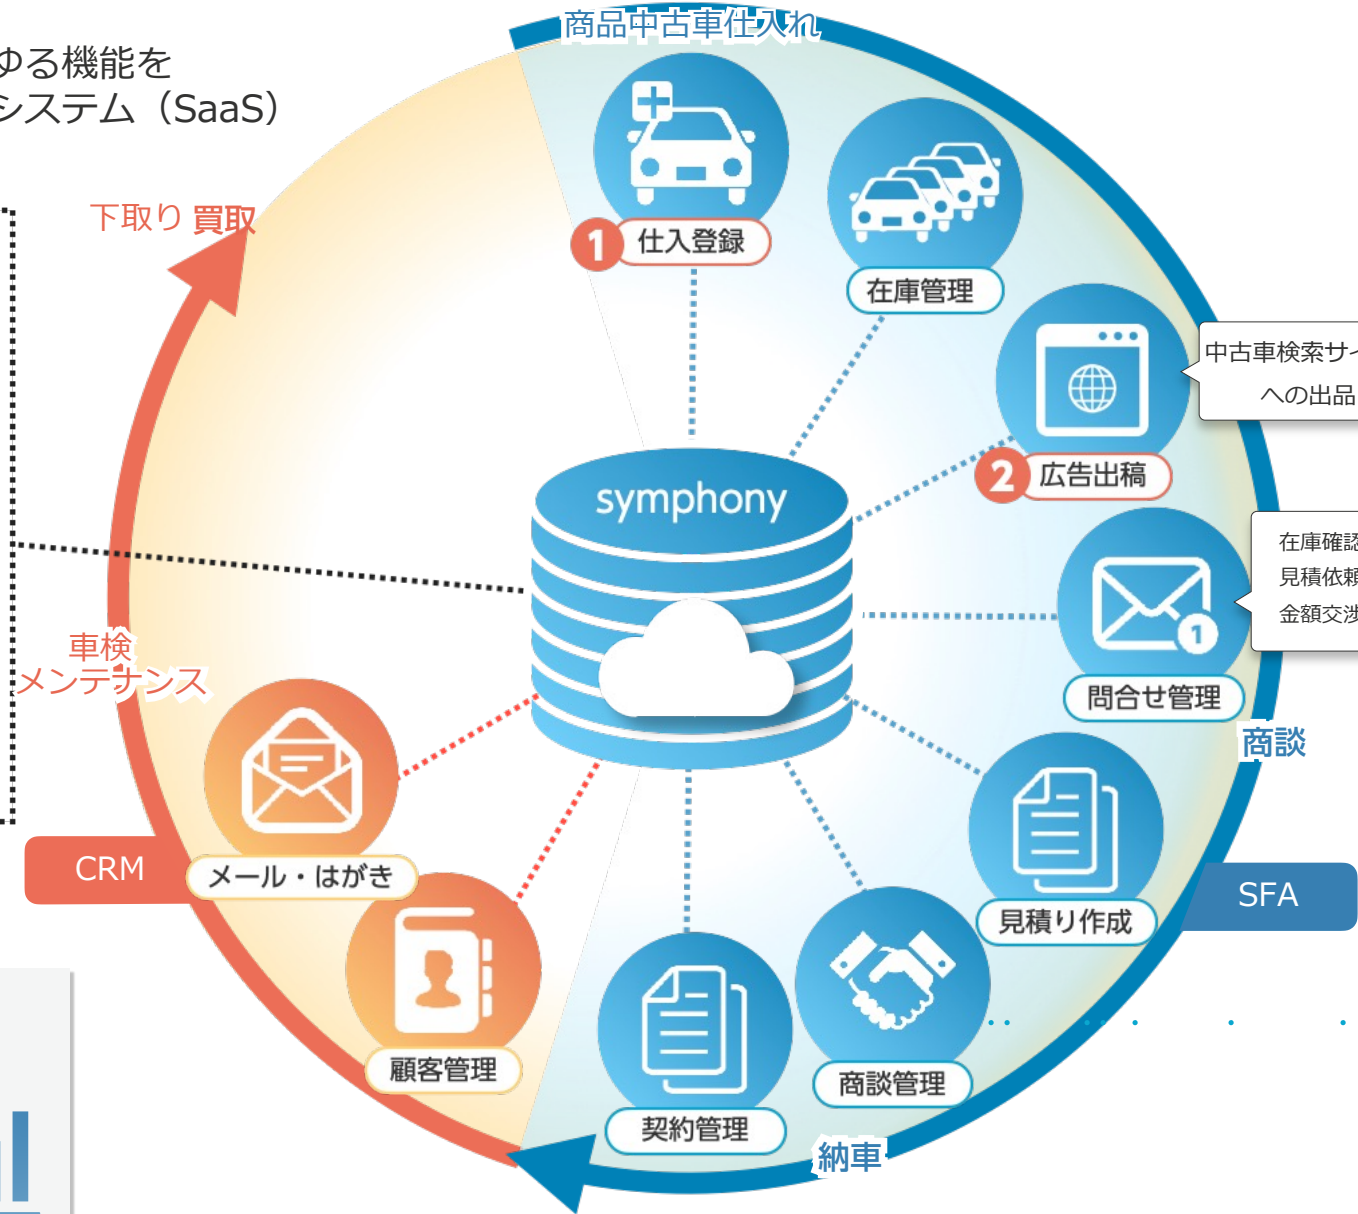 商品中古車仕入れ
ゆる機能を
システム（SaaS）
下取り 買取
1 仕入登録
在庫管理
中古車検索サイ
への出品
2 広告出稿
symphony
在庫確認
見積依頼
金額交渉
1
問合せ管理
車検
メンテナンス
商談
CRM
メール・はがき
SFA
見積り作成
顧客管理
商談管理
契約管理
納車